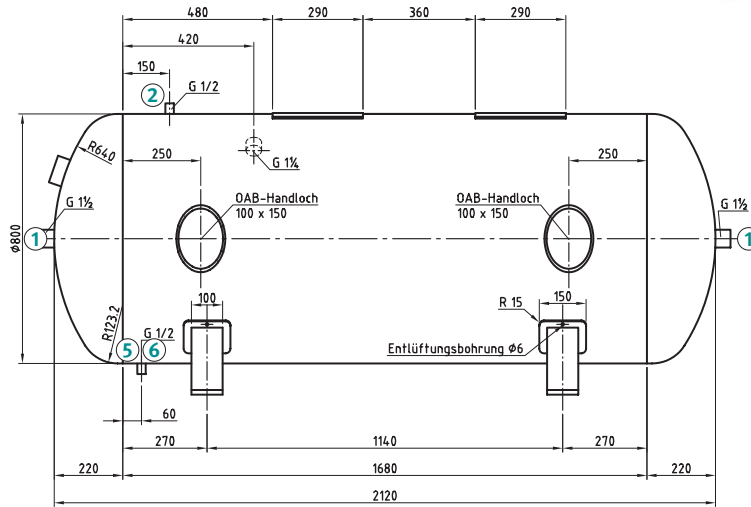 480
290
360
290
420
150
2
G 1/2
R640
250
G 1¼
250
OAB-Handloch
100 x 150
OAB-Handloch
100 x 150
G 1½
G 1½
1
1
ϕ800
100
150
R 15
R123,2
G 1/2
5
6
Entlüftungsbohrung ϕ6
60
270
1140
270
220
1680
220
2120